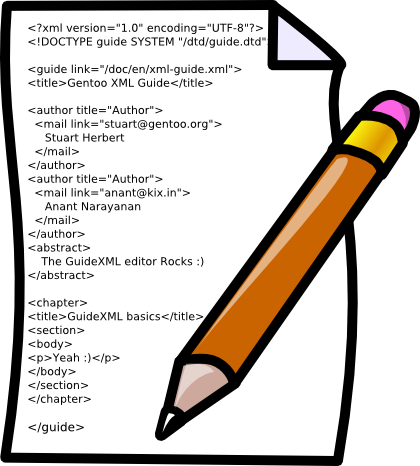 <?xml version="1.0" encoding="UTF-8"?>
<!DOCTYPE guide SYSTEM "/dtd/guide.dtd"
<guide link="/doc/en/xml-guide.xml">
<title>Gentoo XML Guide</title>
<author title="Author">
<mail link="stuart@gentoo.org">
Stuart Herbert
</mail>
</author>
<author title="Author">
<mail link="anant@kix.in">
Anant Narayanan
</mail>
</author>
<abstract>
The GuideXML editor Rocks :)
</abstract>
<chapter>
<title>GuideXML basics</title>
<section>
<body>
<p>Yeah :)</p>
</body>
</section>
</chapter>
</guide>